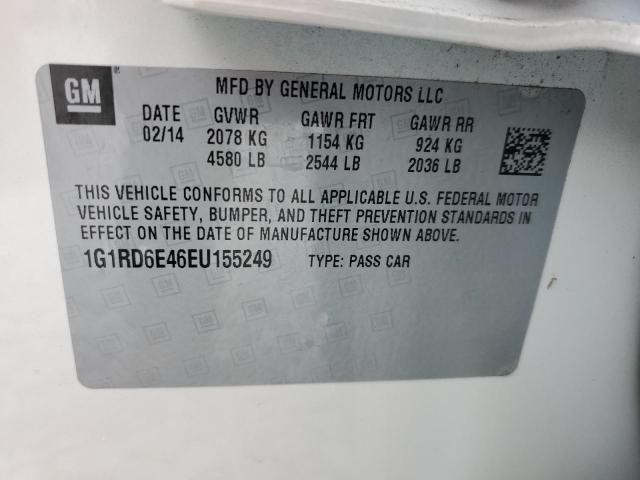 GM
MFD BY GENERAL MOTORS LLC
DATE GVWR GAWR FRT GAWR RR
02/14 2078 KG 1154 KG 924 KG
4580 LB 2544 LB 2036 LB
THIS VEHICLE CONFORMS TO ALL APPLICABLE U.S. FEDERAL MOTOR
VEHICLE SAFETY, BUMPER, AND THEFT PREVENTION STANDARDS IN
EFFECT ON THE DATE OF MANUFACTURE SHOWN ABOVE.
1G1RD6E46EU155249 TYPE: PASS CAR